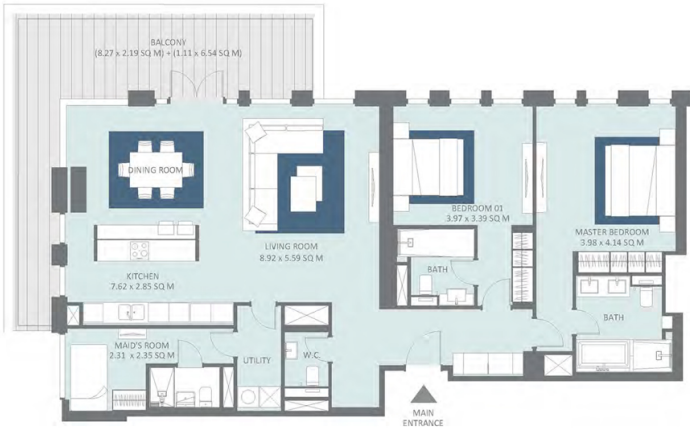 BALCONY
(8.27 x 2.19 SQ M) + (1.11 x 6.54 SQ M)
DINING ROOM
BEDROOM 01
3.97 x 3.39 SQ M
MASTER BEDROOM
3.98 x 4.14 SQ M
LIVING ROOM
8.92 x 5.59 SQ M
BATH
KITCHEN
7.62 x 2.85 SQ M
BATH
MAID'S ROOM
2.31 x 2.35 SQ M
UTILITY
W.C.
MAIN
ENTRANCE